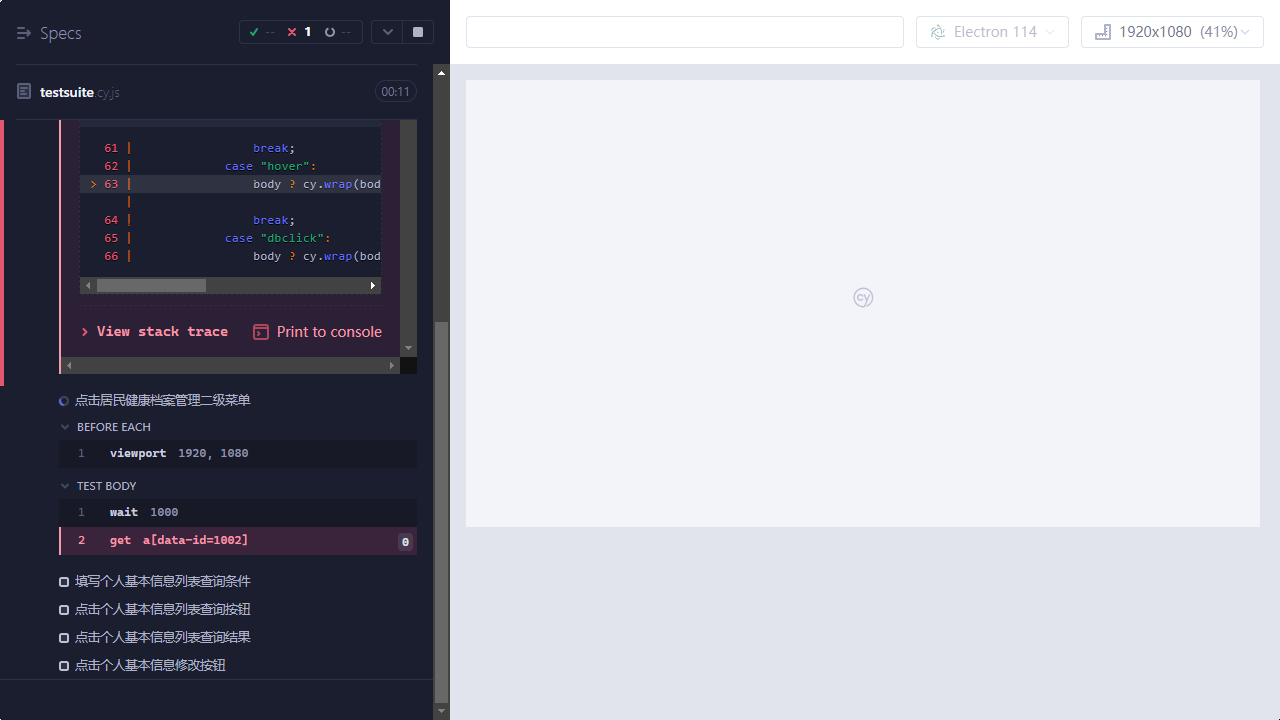 Specs
--
1
--
Electron 114
1920x1080 (41%)
testsuite.cy.js
00:11
61 | break;
62 | case "hover":
> 63 | body ? cy.wrap(bod
|
64 | break;
65 | case "dbclick":
66 | body ? cy.wrap(bod
View stack trace
Print to console
cy
点击居民健康档案管理二级菜单
BEFORE EACH
1 viewport 1920, 1080
TEST BODY
1 wait 1000
2 get a[data-id=1002] 0
填写个人基本信息列表查询条件
点击个人基本信息列表查询按钮
点击个人基本信息列表查询结果
点击个人基本信息修改按钮